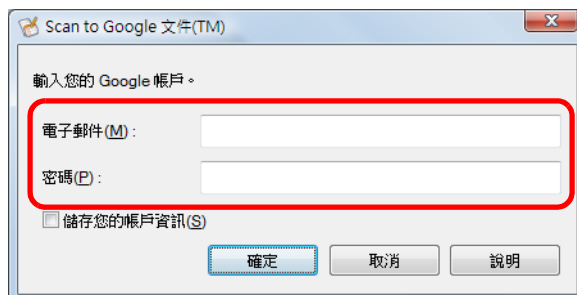 Scan to Google 文件(TM)
輸入您的 Google 帳戶。
電子郵件(M) :
密碼(P) :
儲存您的帳戶資訊(S)
確定 取消 說明